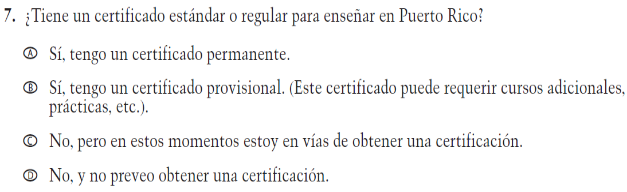 7. ¿Tiene un certificado estándar o regular para enseñar en Puerto Rico?
Ⓐ Sí, tengo un certificado permanente.
Ⓑ Sí, tengo un certificado provisional. (Este certificado puede requerir cursos adicionales,
prácticas, etc.).
Ⓒ No, pero en estos momentos estoy en vías de obtener una certificación.
Ⓓ No, y no preveo obtener una certificación.